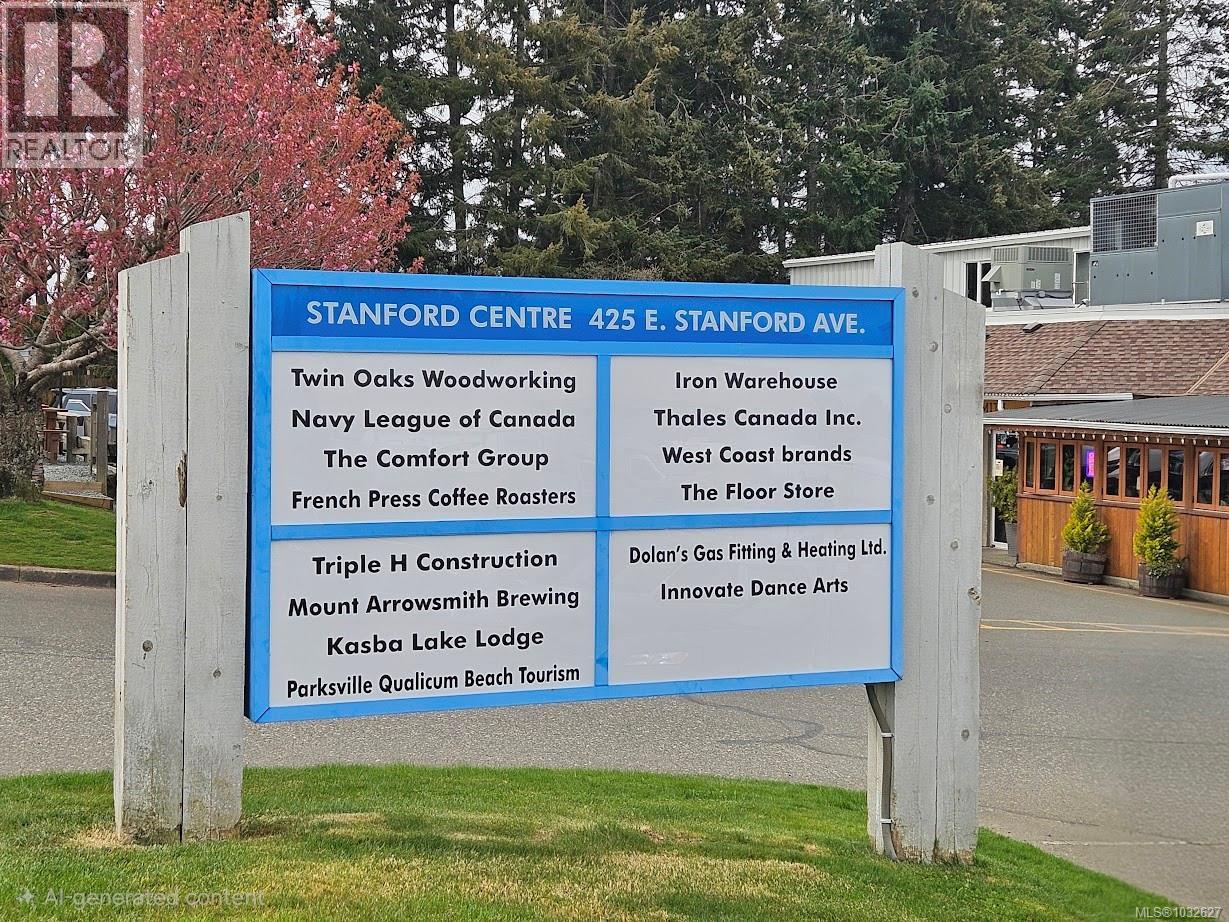 REALTOR
STANFORD CENTRE 425 E. STANFORD AVE.
Twin Oaks Woodworking
Navy League of Canada
The Comfort Group
French Press Coffee Roasters
Iron Warehouse
Thales Canada Inc.
West Coast brands
The Floor Store
Triple H Construction
Mount Arrowsmith Brewing
Kasba Lake Lodge
Parksville Qualicum Beach Tourism
Dolan's Gas Fitting & Heating Ltd.
Innovate Dance Arts
AI-generated content
MLS®1032627